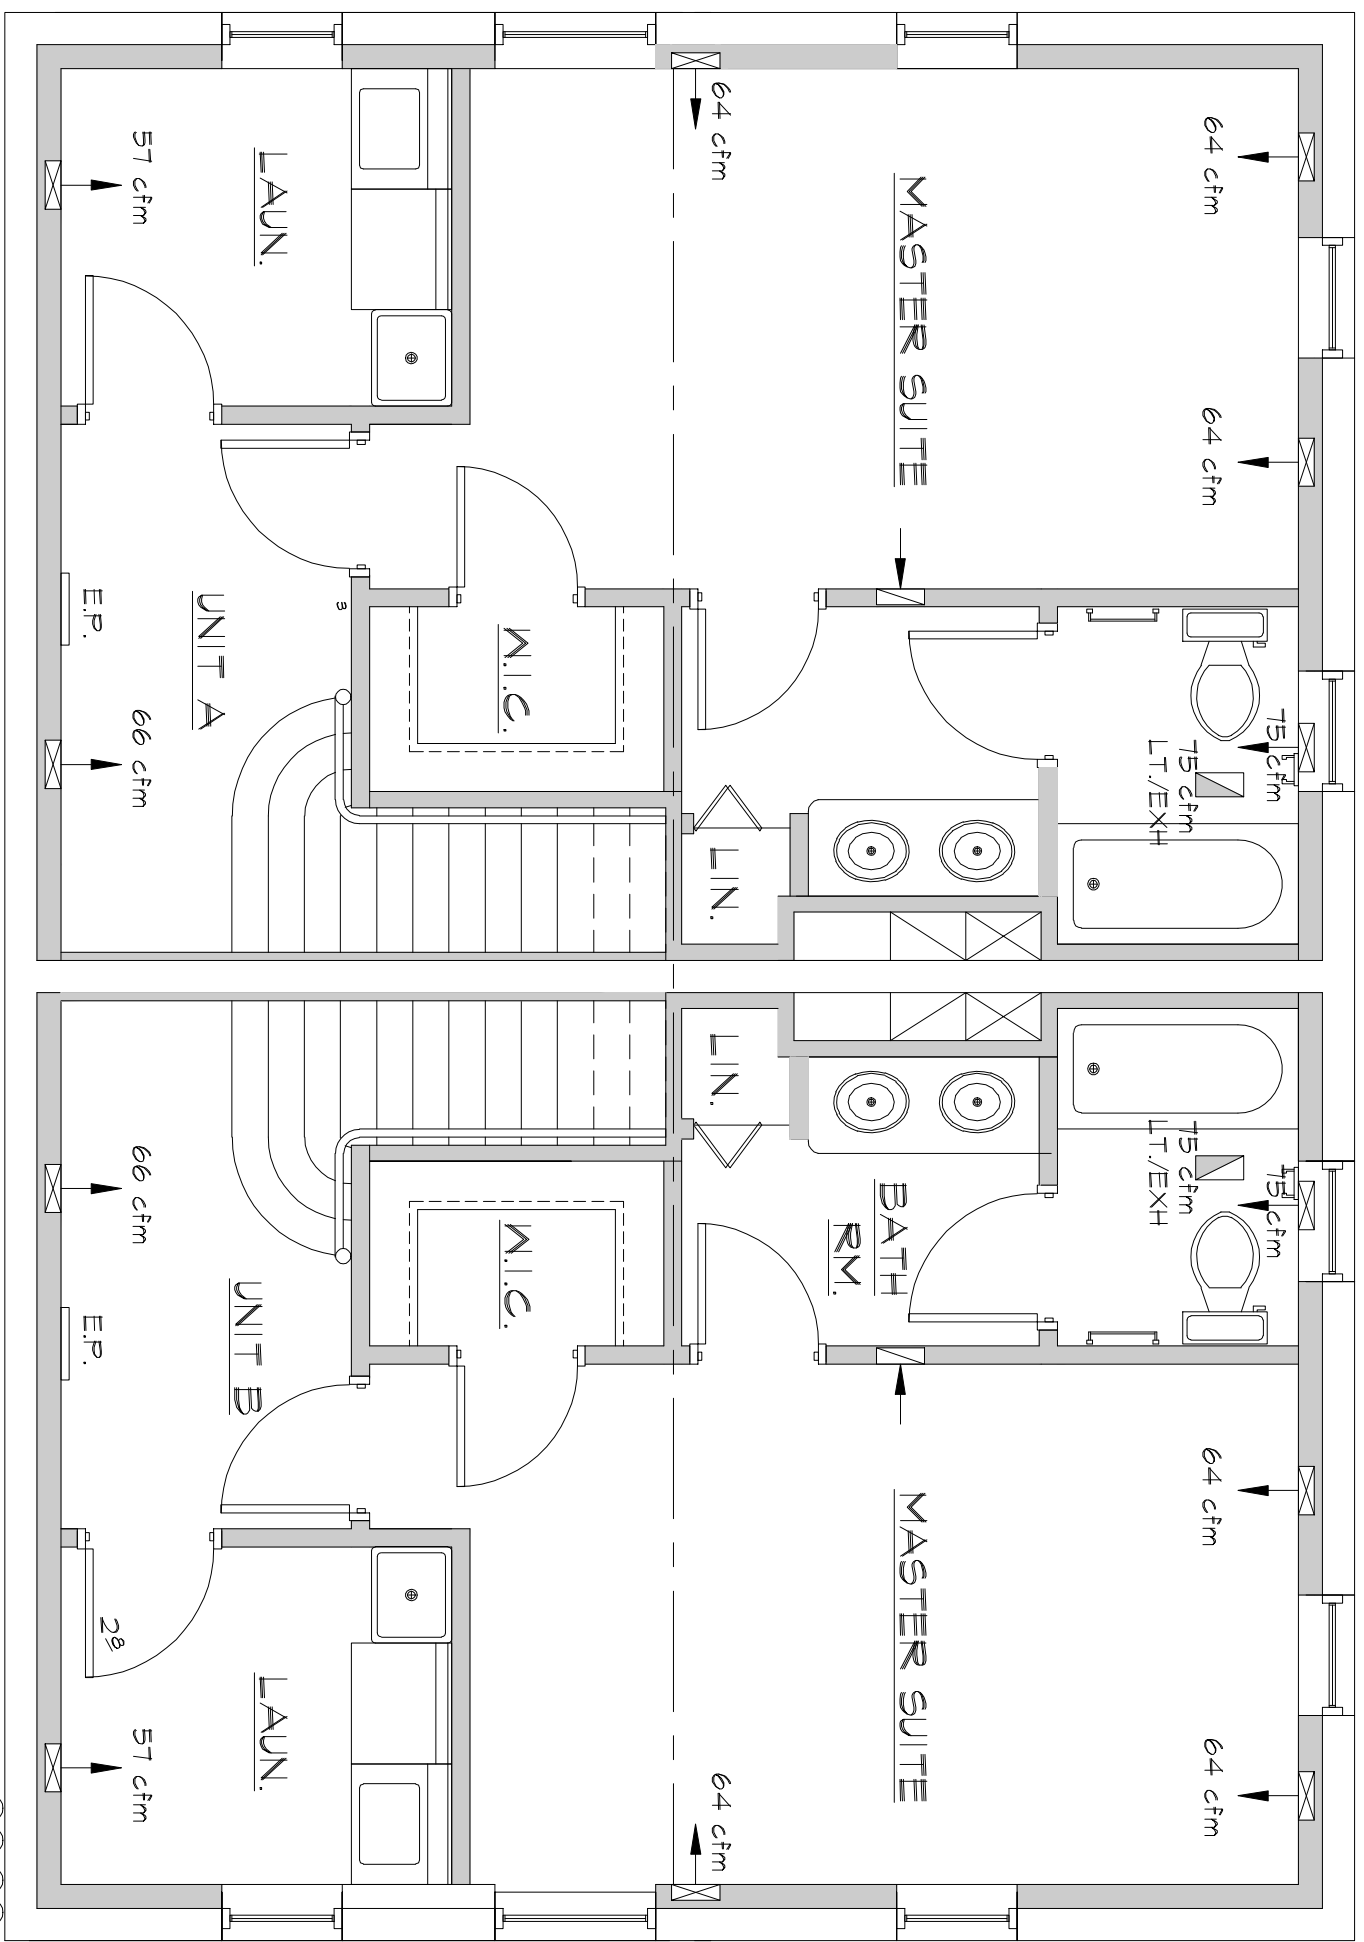 75 cfm
75 cfm
64 cfm
64 cfm
64 cfm
64 cfm
75 cfm
LT./EXH
75 cfm
LT./EXH
MASTER SUITE
BATH
RM.
MASTER SUITE
64 cfm
LIN.
LIN.
64 cfm
W.I.C.
W.I.C.
3
LAUN.
UNIT A
UNIT B
LAUN.
57 cfm
66 cfm
66 cfm
57 cfm
28
E.P.
E.P.